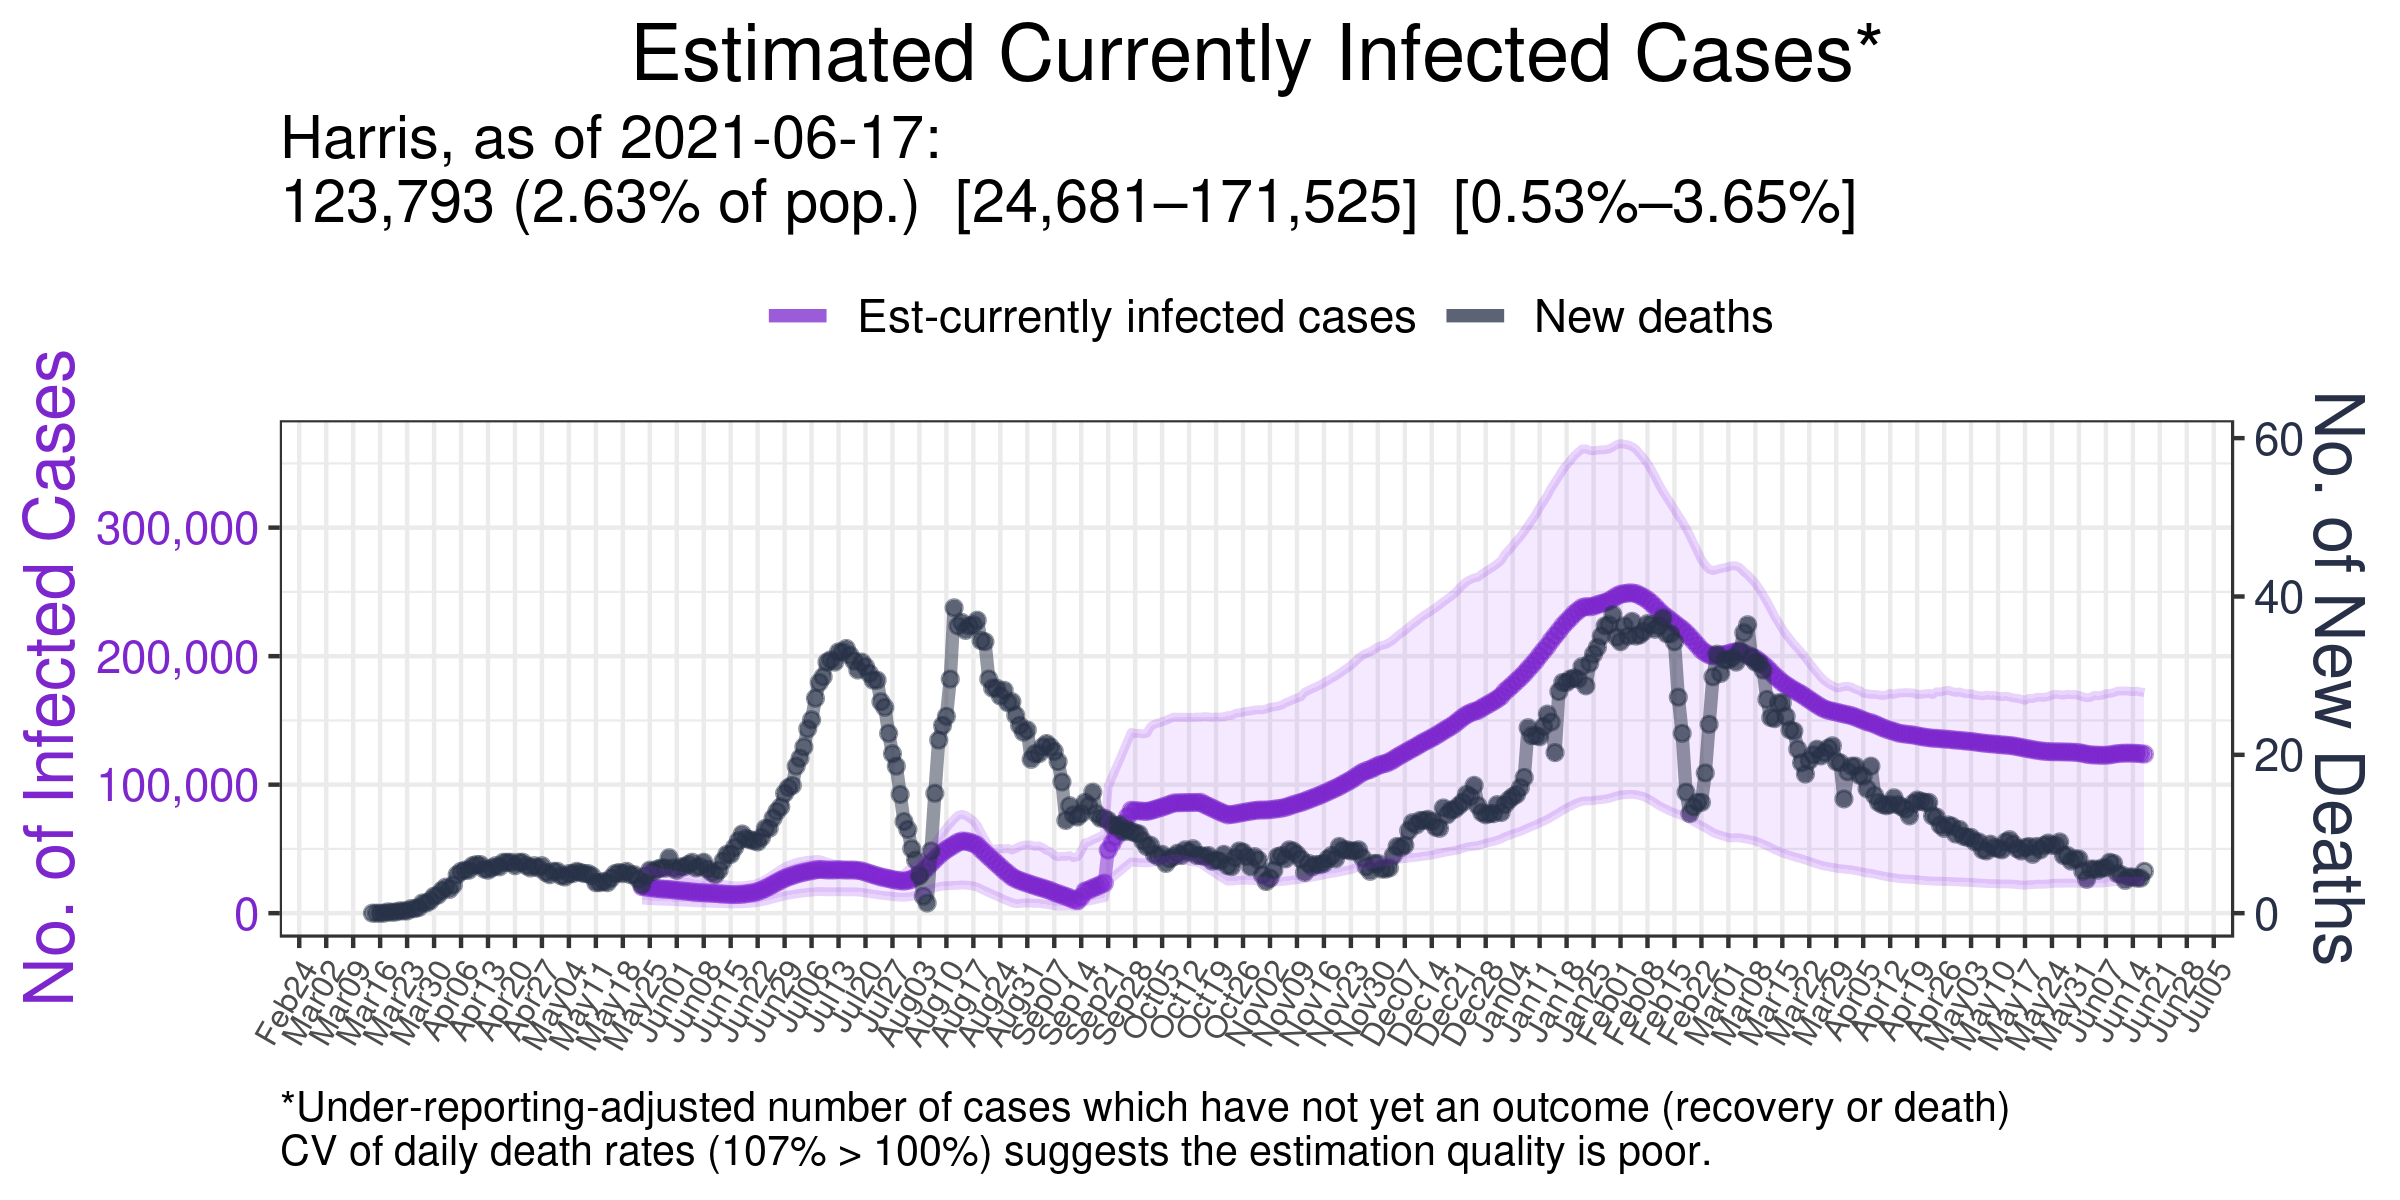 Estimated Currently Infected Cases*
Harris, as of 2021-06-17:
123,793 (2.63% of pop.) [24,681–171,525] [0.53%–3.65%]
Est-currently infected cases
New deaths
No. of Infected Cases
300,000
200,000
100,000
0
60
40
20
0
No. of New Deaths
Feb24
Mar02
Mar09
Mar16
Mar23
Mar30
Apr06
Apr13
Apr20
Apr27
May04
May11
May18
May25
Jun01
Jun08
Jun15
Jun22
Jun29
Jul06
Jul13
Jul20
Jul27
Aug03
Aug10
Aug17
Aug24
Aug31
Sep07
Sep14
Sep21
Sep28
Oct05
Oct12
Oct19
Oct26
Nov02
Nov09
Nov16
Nov23
Nov30
Dec07
Dec14
Dec21
Dec28
Jan04
Jan11
Jan18
Jan25
Feb01
Feb08
Feb15
Feb22
Mar01
Mar08
Mar15
Mar22
Mar29
Apr05
Apr12
Apr19
Apr26
May03
May10
May17
May24
May31
Jun07
Jun14
Jun21
Jun28
Jul05
*Under-reporting-adjusted number of cases which have not yet an outcome (recovery or death)
CV of daily death rates (107% > 100%) suggests the estimation quality is poor.